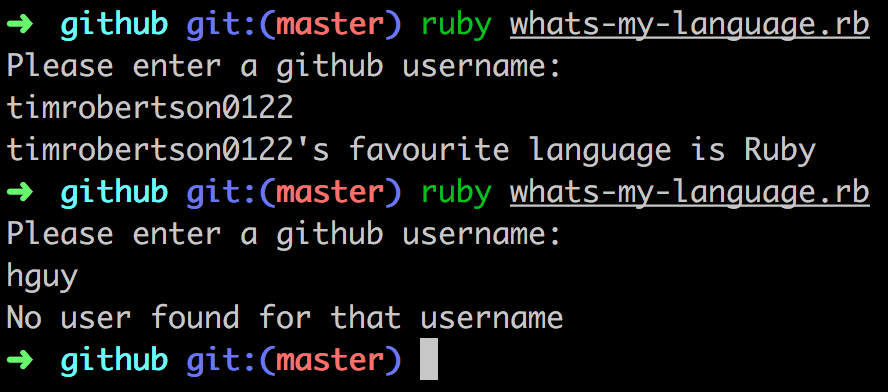 ➜ github git:(master) ruby whats-my-language.rb
Please enter a github username:
timrobertson0122
timrobertson0122's favourite language is Ruby
➜ github git:(master) ruby whats-my-language.rb
Please enter a github username:
hguy
No user found for that username
➜ github git:(master)